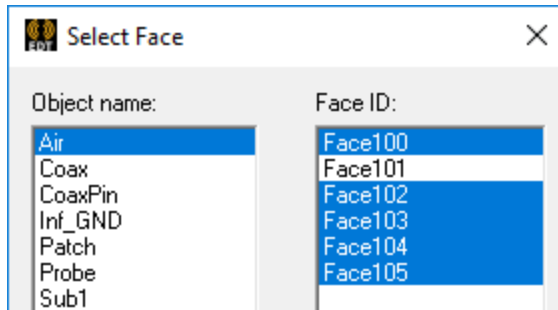 EDT
Select Face
Object name:
Face ID:
Air
Coax
CoaxPin
Inf_GND
Patch
Probe
Sub1
Face100
Face101
Face102
Face103
Face104
Face105